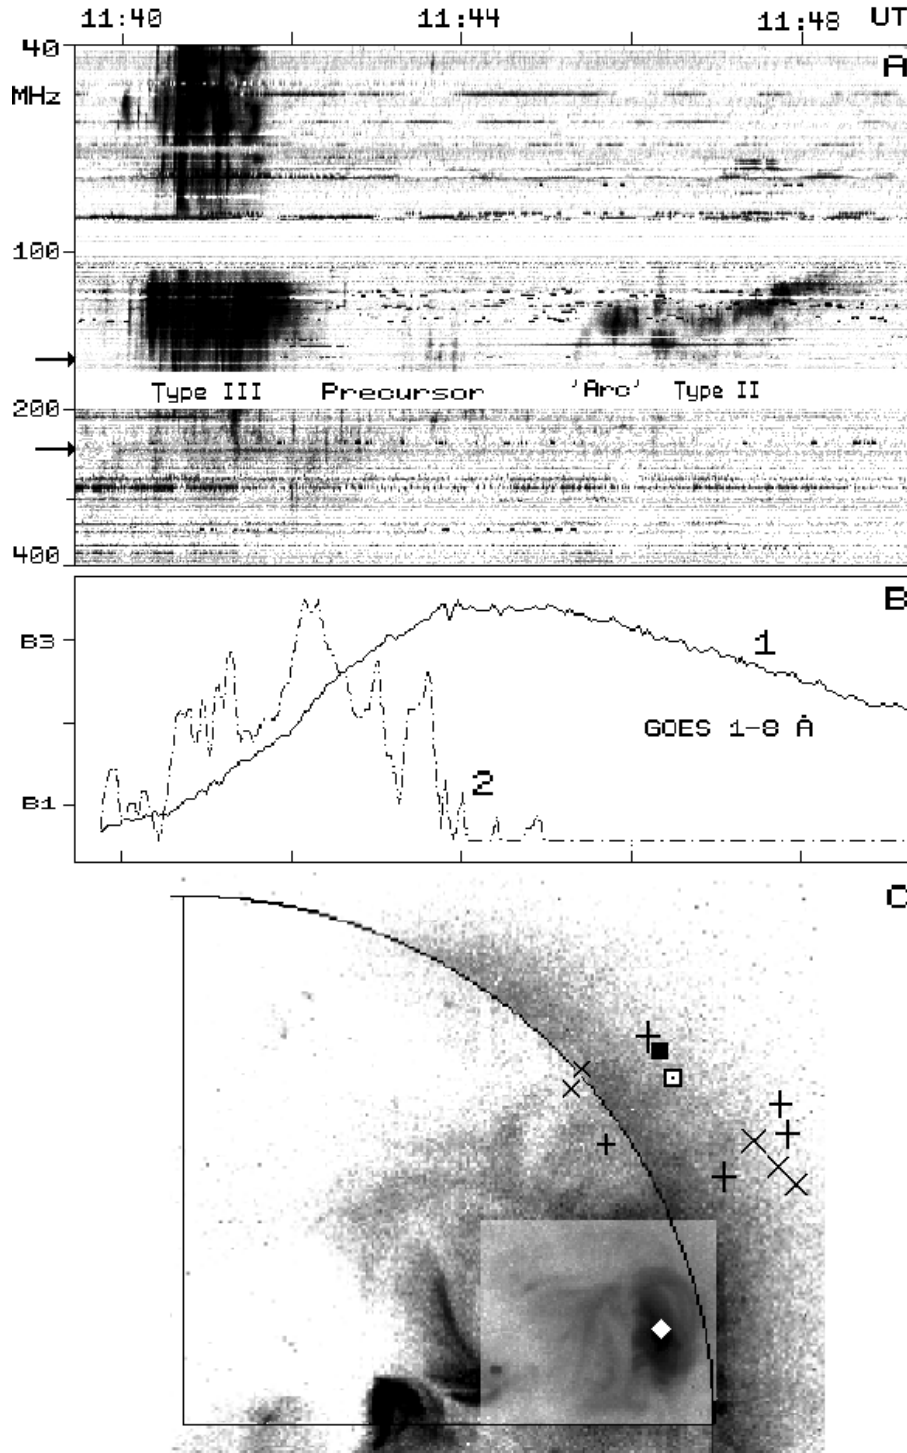 11:40 11:44 11:48 UT
40 A
MHz
100
Type III Precursor 'Arc' Type II
200
400
B
B3 1
GOES 1-8 Å
2
B1
C